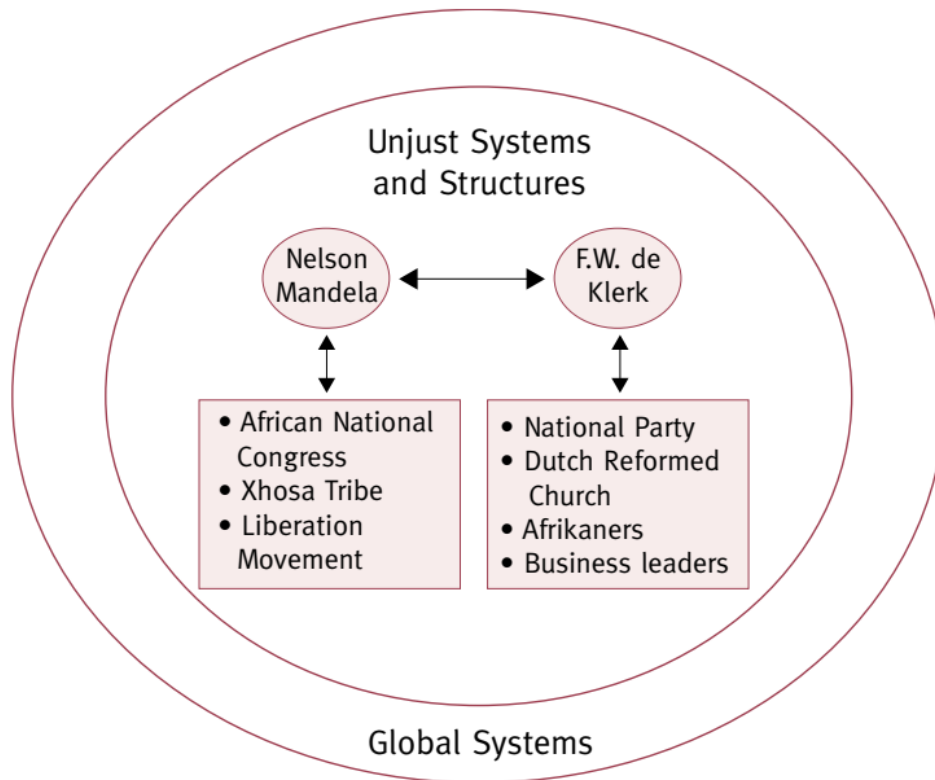 Unjust Systems
and Structures
Nelson
Mandela
F.W. de
Klerk
• African National
Congress
• Xhosa Tribe
• Liberation
Movement
• National Party
• Dutch Reformed
Church
• Afrikaners
• Business leaders
Global Systems